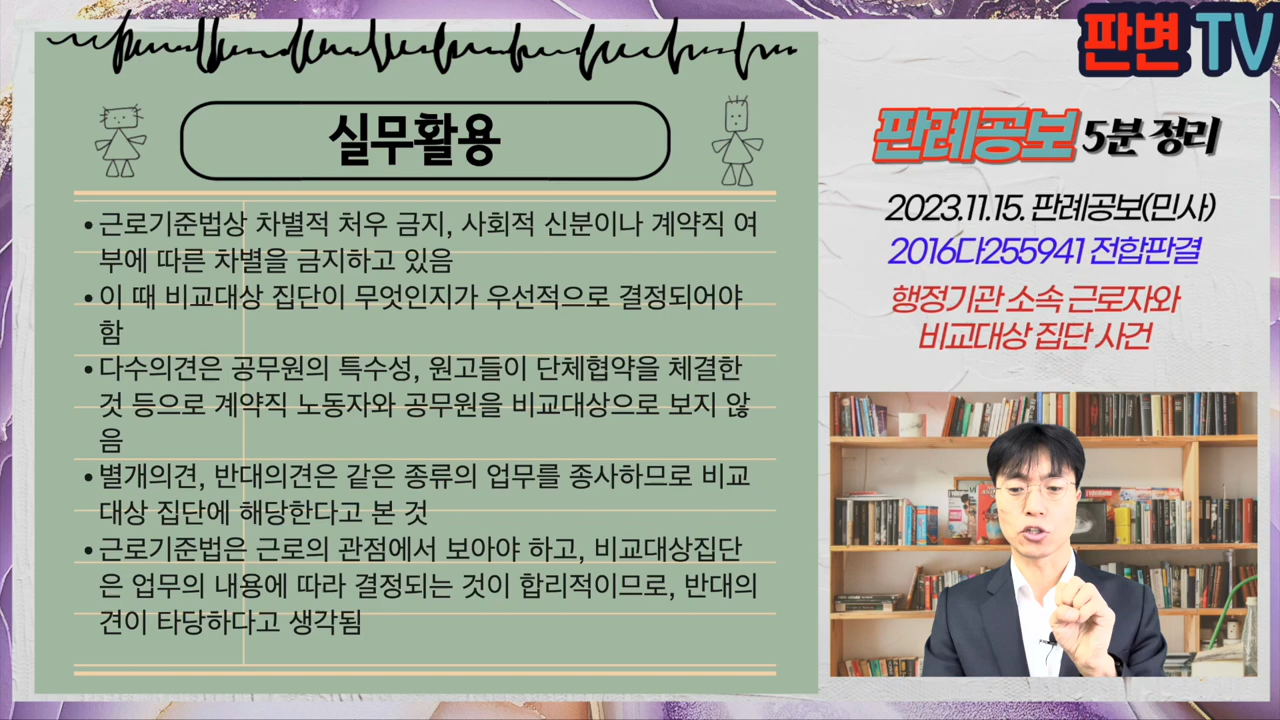 판변 TV
실무활용
• 근로기준법상 차별적 처우 금지, 사회적 신분이나 계약직 여
부에 따른 차별을 금지하고 있음
• 이 때 비교대상 집단이 무엇인지가 우선적으로 결정되어야
함
• 다수의견은 공무원의 특수성, 원고들이 단체협약을 체결한
것 등으로 계약직 노동자와 공무원을 비교대상으로 보지 않
음
• 별개의견, 반대의견은 같은 종류의 업무를 종사하므로 비교
대상 집단에 해당한다고 본 것
• 근로기준법은 근로의 관점에서 보아야 하고, 비교대상집단
은 업무의 내용에 따라 결정되는 것이 합리적이므로, 반대의
견이 타당하다고 생각됨
판례공보 5분 정리
2023.11.15. 판례공보(민사)
2016다255941 전합판결
행정기관 소속 근로자와
비교대상 집단 사건